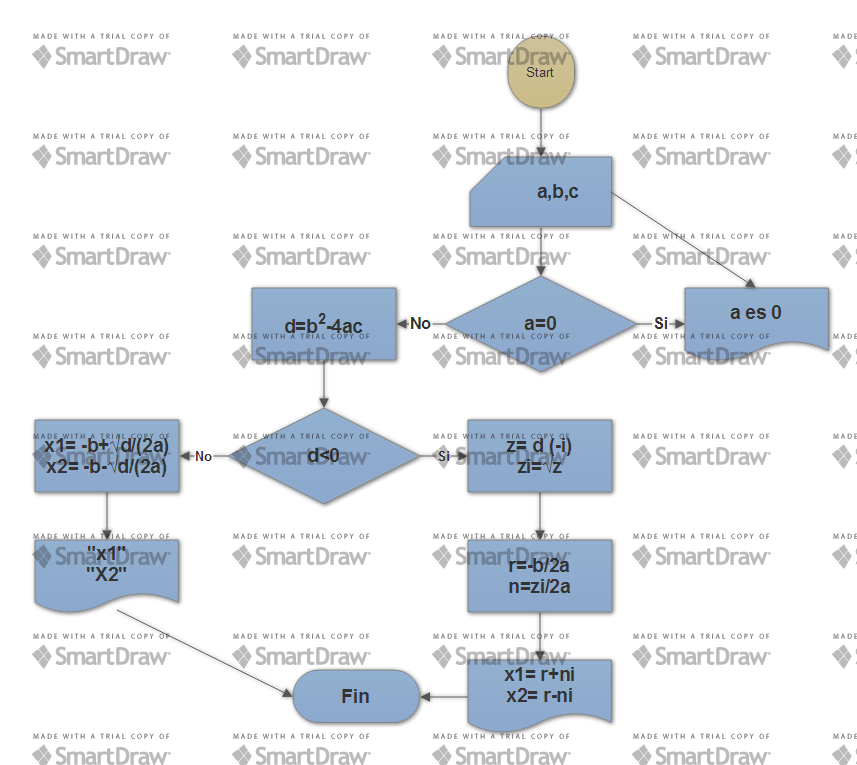 MADE WITH A TRIAL COPY OF
SmartDraw
Start
a,b,c
a=0
No
Si
d=b²-4ac
a es 0
d<0
No
Si
x1= -b+√d/(2a)
x2= -b-√d/(2a)
z= d (-i)
zi=√z
"x1"
"X2"
r=-b/2a
n=zi/2a
x1= r+ni
x2= r-ni
Fin